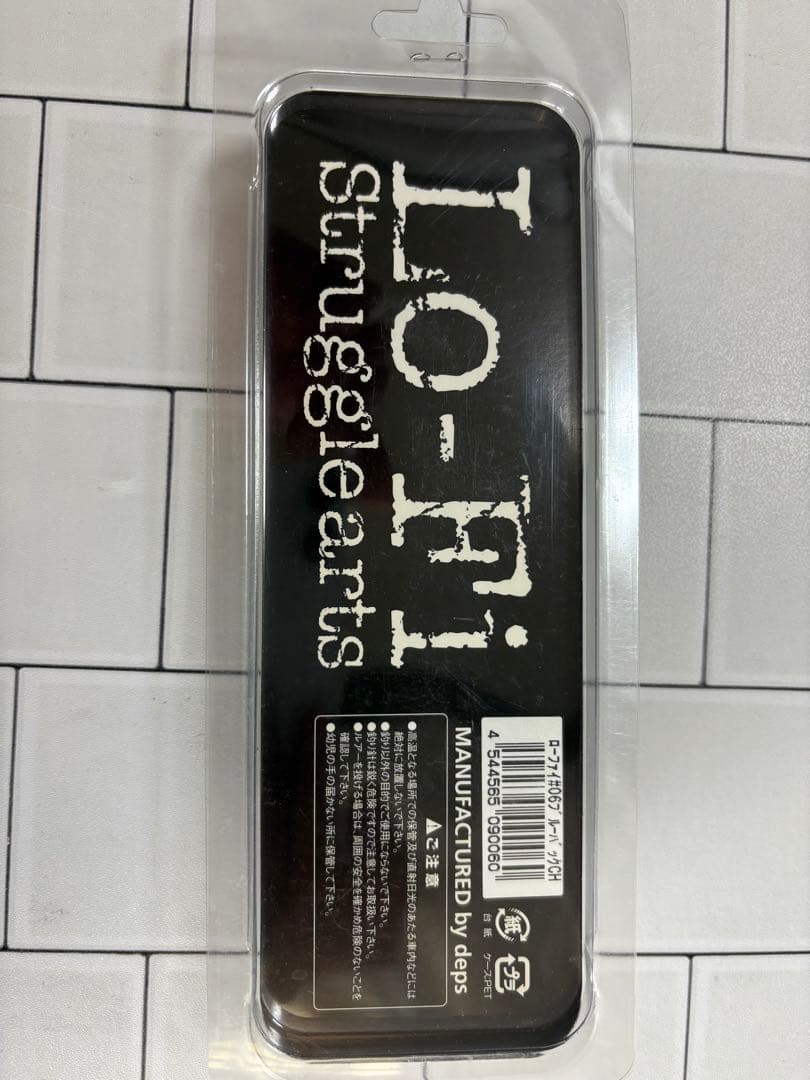 Lo-Fi
Strugglearts
ﾛｰﾌｧｲ#06ﾌﾞﾙｰﾊﾞｯｸCH
4 544565 090060
紙
台 紙
プラ
ケース:PET
MANUFACTURED by deps
⚠ご注意
●高温となる場所での保管及び直射日光のあたる車内などには
絶対に放置しないで下さい。
●釣り以外の目的でご使用にならないで下さい。
●釣り針は鋭く危険ですので注意してお取扱い下さい。
●ルアーを投げる場合は、周囲の安全を確かめ危険のないことを
確認して下さい。
●幼児の手の届かない所に保管して下さい。